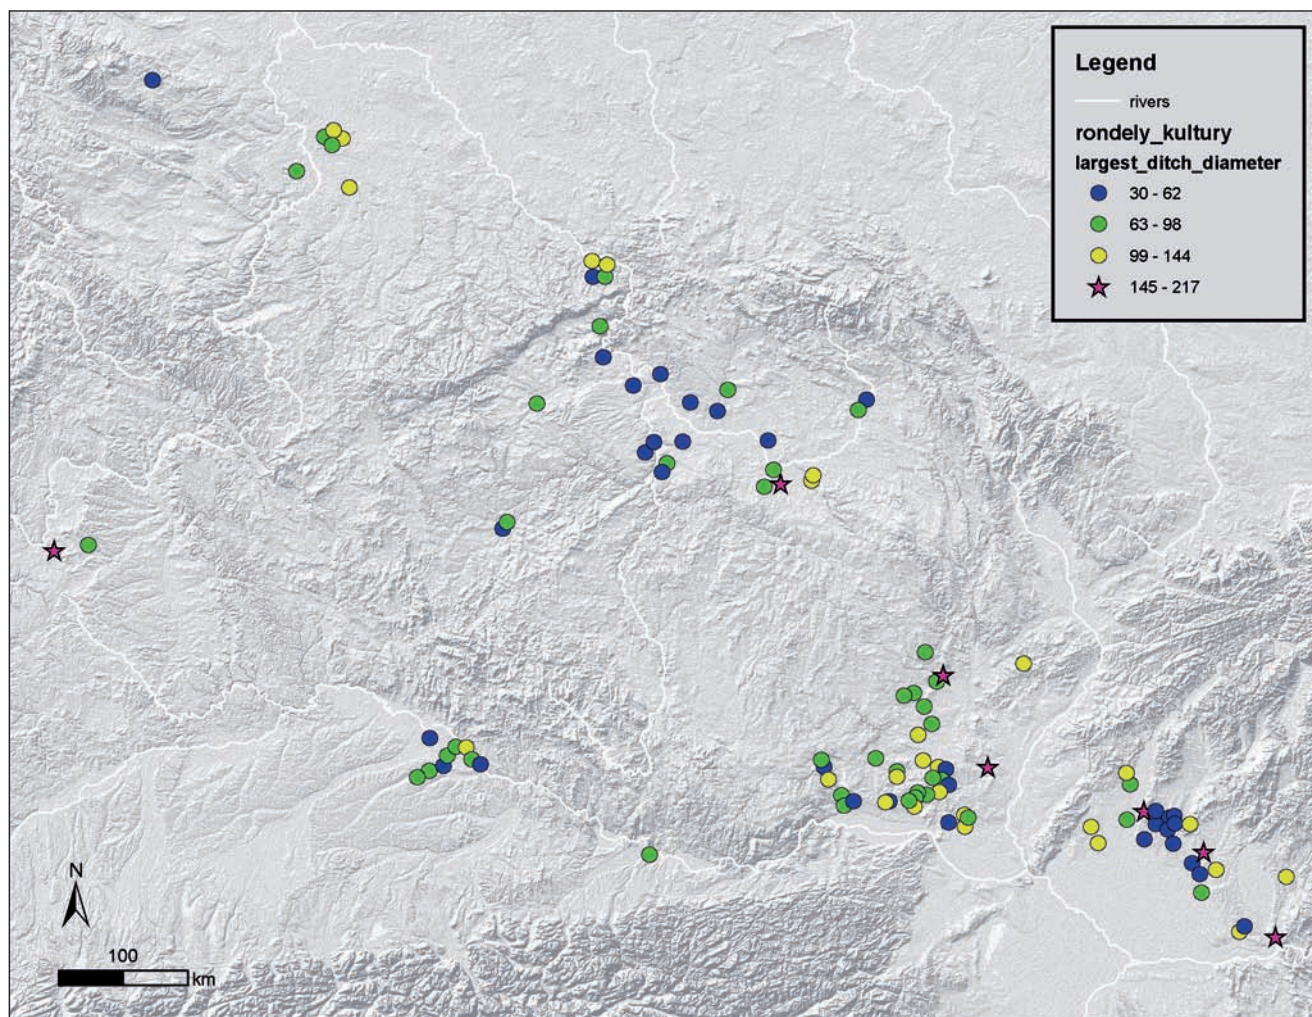 Legend
rivers
rondely_kultury
largest_ditch_diameter
30 - 62
63 - 98
99 - 144
145 - 217
N
100
km